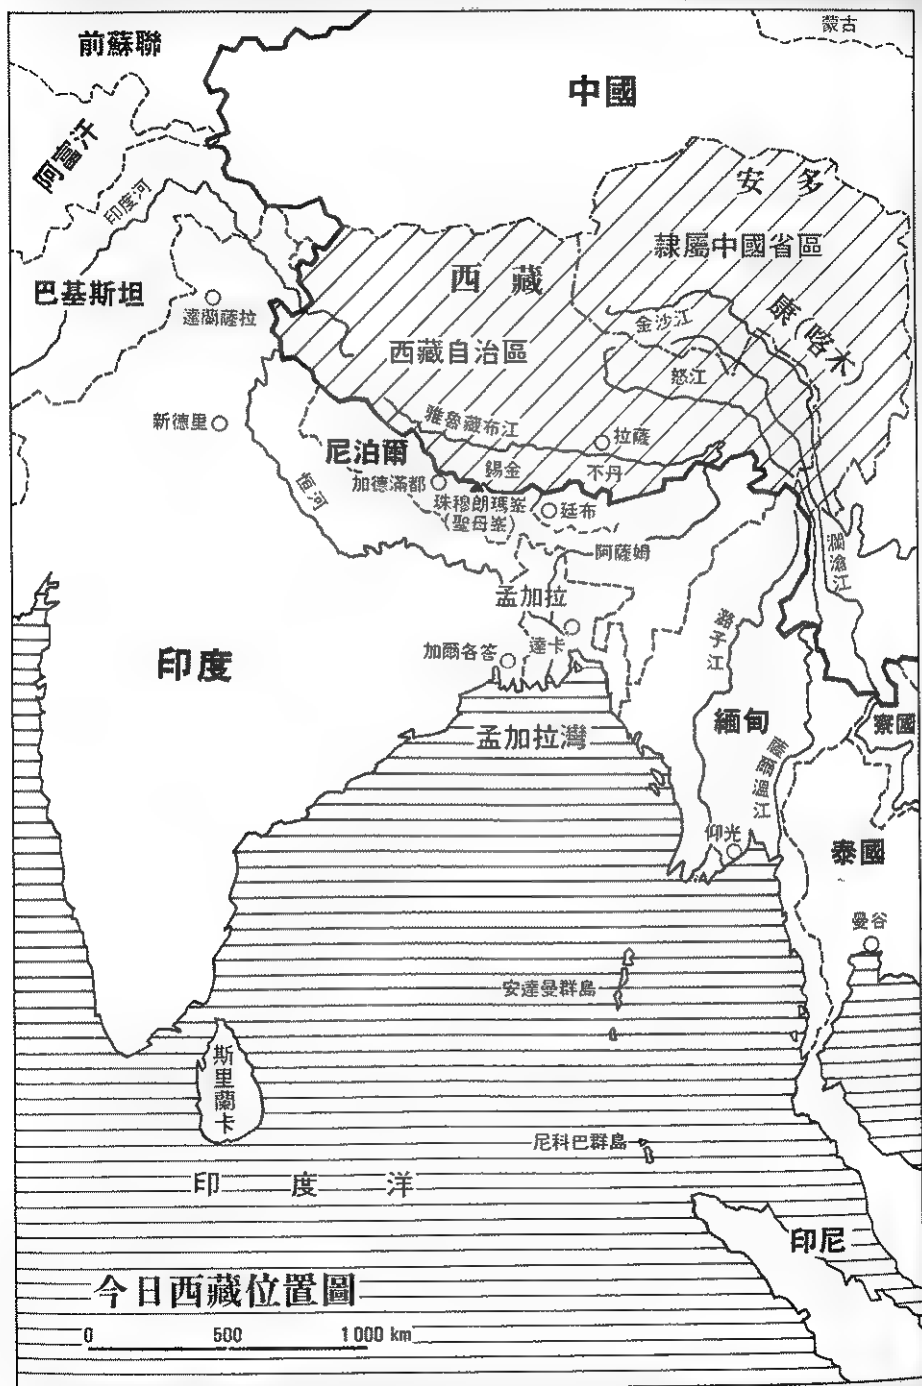 前蘇聯
蒙古
中國
阿富汗
印度河
安多
隸屬中國省區
西藏
巴基斯坦
達蘭薩拉
金沙江
康(喀木)
西藏自治區
怒江
新德里
雅魯藏布江
拉薩
尼泊爾
錫金
不丹
加德滿都
恒河
珠穆朗瑪峯
(聖母峯)
廷布
阿薩姆
瀾滄江
孟加拉
潞子江
達卡
加爾各答
印度
緬甸
寮國
孟加拉灣
薩爾溫江
仰光
泰國
曼谷
安達曼群島
斯里蘭卡
尼科巴群島
印度洋
印尼
今日西藏位置圖
0 500 1000 km